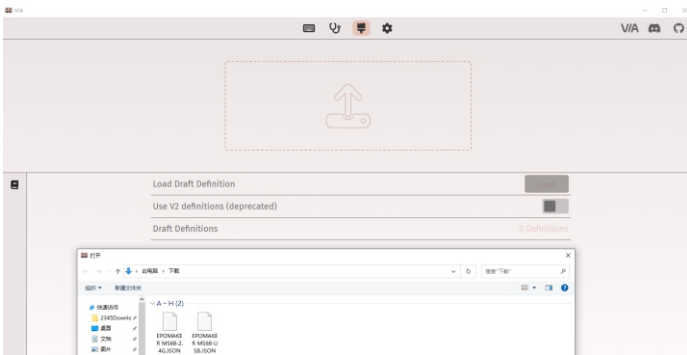 VIA
VIA
Load Draft Definition
Load
Use V2 definitions (deprecated)
Draft Definitions
0 Definitions
打开
此电脑 › 下载
搜索"下载"
组织 新建文件夹
快速访问
2345Downlc
桌面
文档
图片
A – H (2)
EPOMAKE
R MS68-2.
4G.JSON
EPOMAKE
R MS68-U
SB.JSON